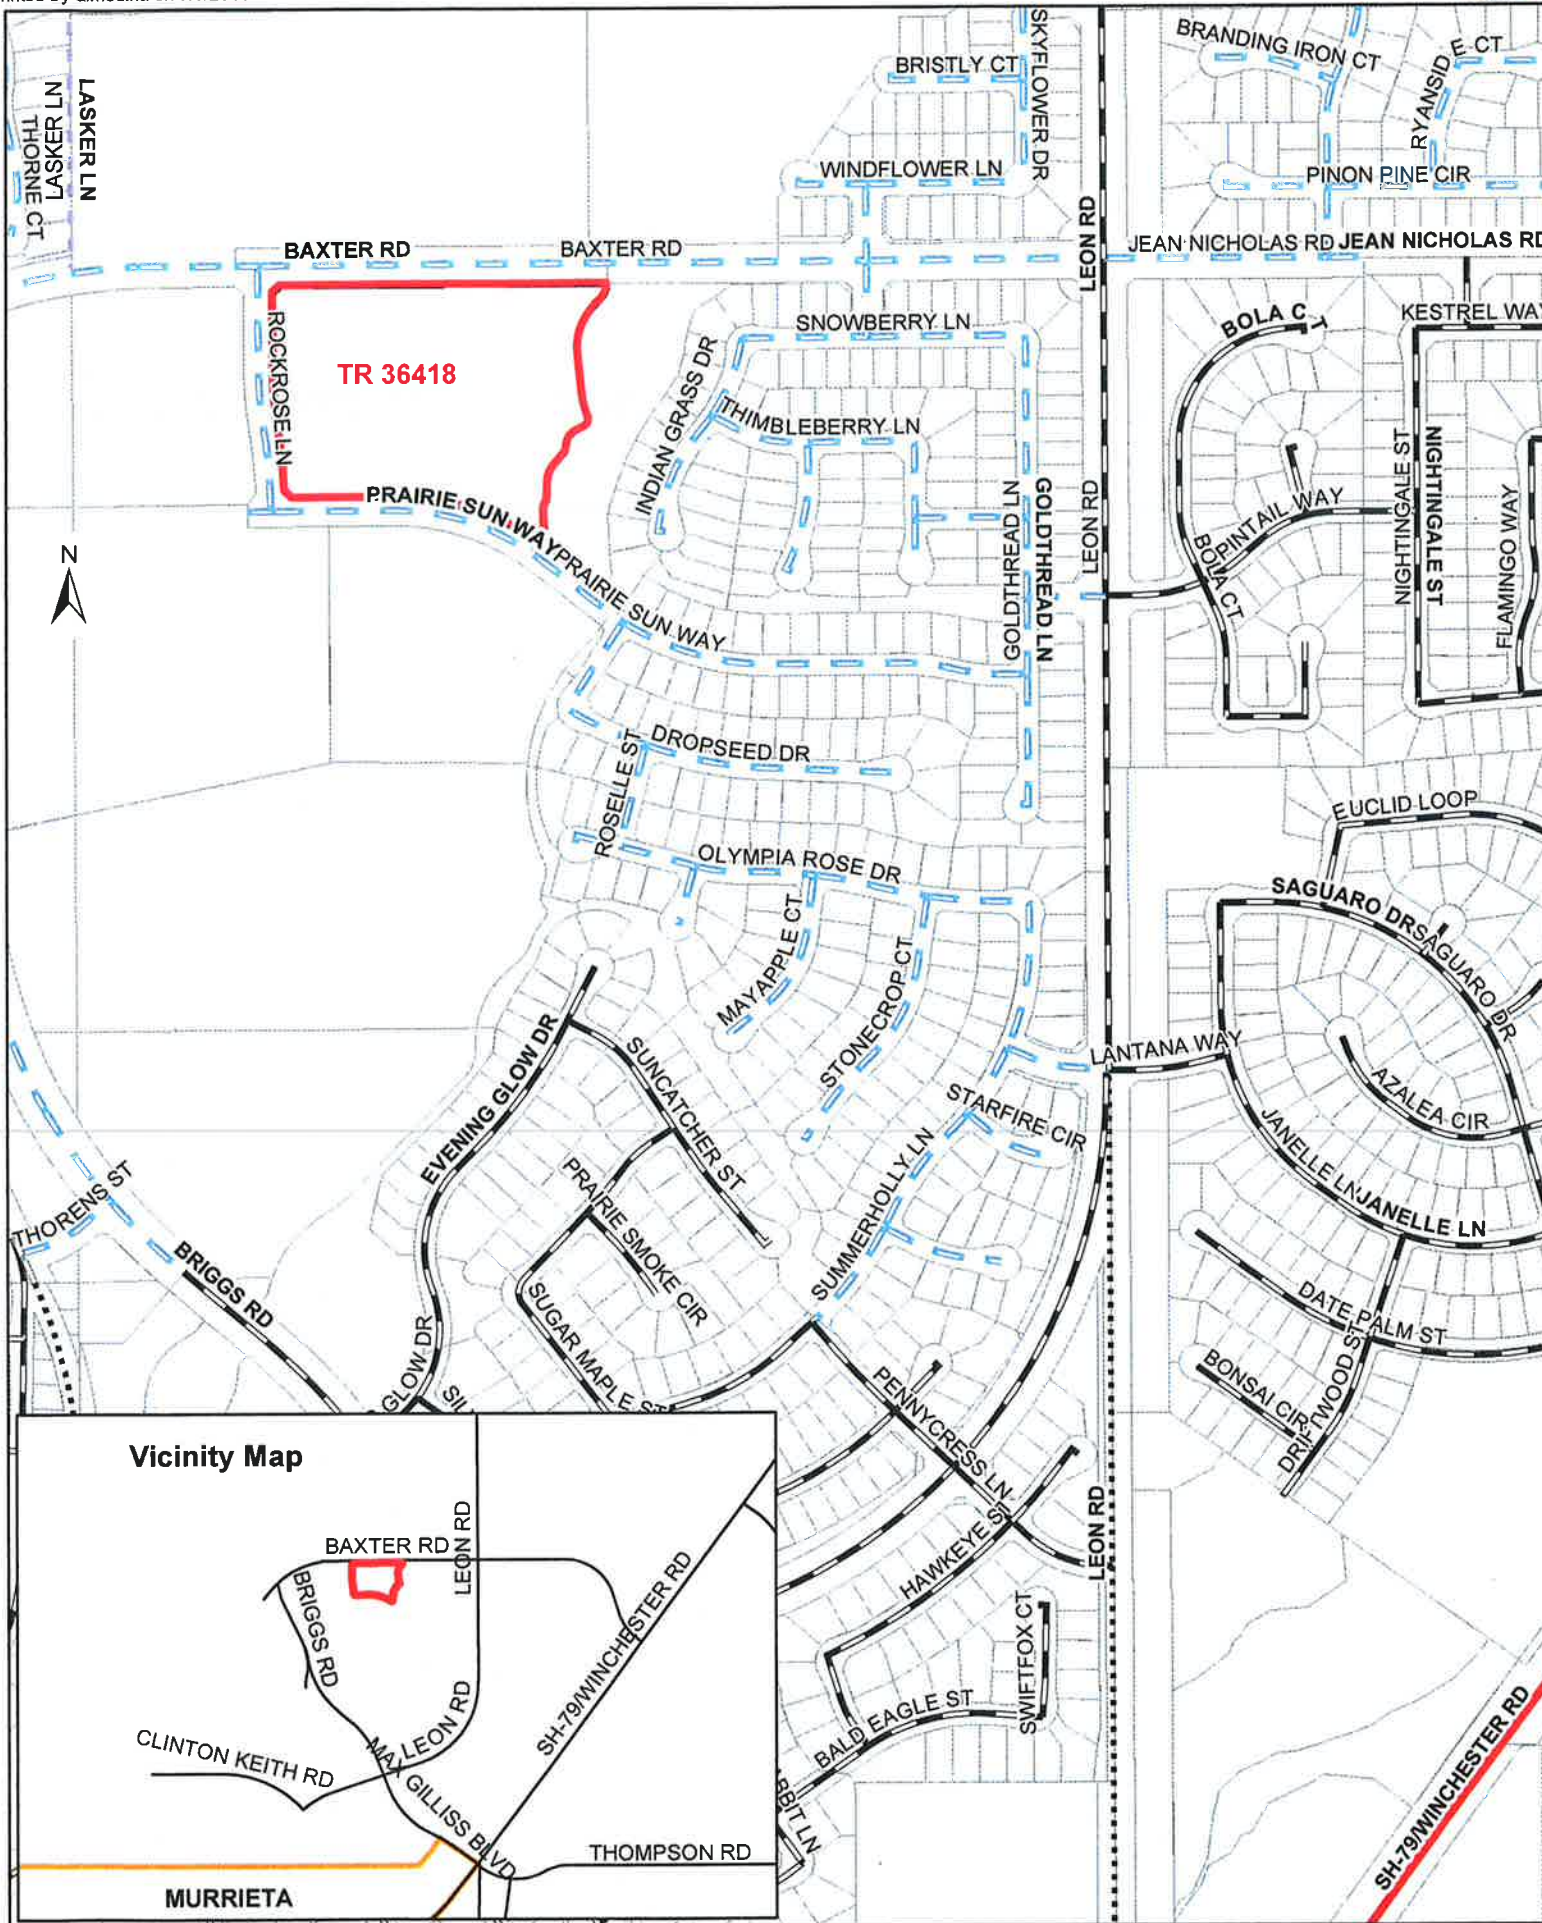 SKYFLOWER DR
BRANDING IRON CT
RYANSIDE CT
BRISTLY CT
LASKER LN
LASKER LN
THORNE CT
WINDFLOWER LN
PINON PINE CIR
LEON RD
BAXTER RD
BAXTER RD
JEAN NICHOLAS RD
JEAN NICHOLAS RD
ROCKROSE LN
TR 36418
SNOWBERRY LN
BOLA CT
KESTREL WAY
INDIAN GRASS DR
THIMBLEBERRY LN
NIGHTINGALE ST
NIGHTINGALE ST
PRAIRIE SUN WAY
PRAIRIE SUN WAY
GOLDTHREAD LN
GOLDTHREAD LN
LEON RD
PINTAIL WAY
BOLA CT
FLAMINGO WAY
N
DROPSEED DR
ROSELLE ST
EUCLID LOOP
OLYMPIA ROSE DR
SAGUARO DR
SAGUARO DR
MAYAPPLE CT
STONECROP CT
EVENING GLOW DR
SUNCATCHER ST
LANTANA WAY
STARFIRE CIR
AZALEA CIR
JANELLE LN
JANELLE LN
THORENS ST
PRAIRIE SMOKE CIR
SUMMERHOLLY LN
BRIGGS RD
SUGAR MAPLE ST
GLOW DR
SIL
DATE PALM ST
BONSAI CIR
DRIFTWOOD ST
PENNYCRESS LN
HAWKEYE ST
LEON RD
SWIFTFOX CT
BALD EAGLE ST
BBIT LN
SH-79/WINCHESTER RD
Vicinity Map
BAXTER RD
LEON RD
BRIGGS RD
SH-79/WINCHESTER RD
LEON RD
CLINTON KEITH RD
MAX GILLISS BLVD
THOMPSON RD
MURRIETA